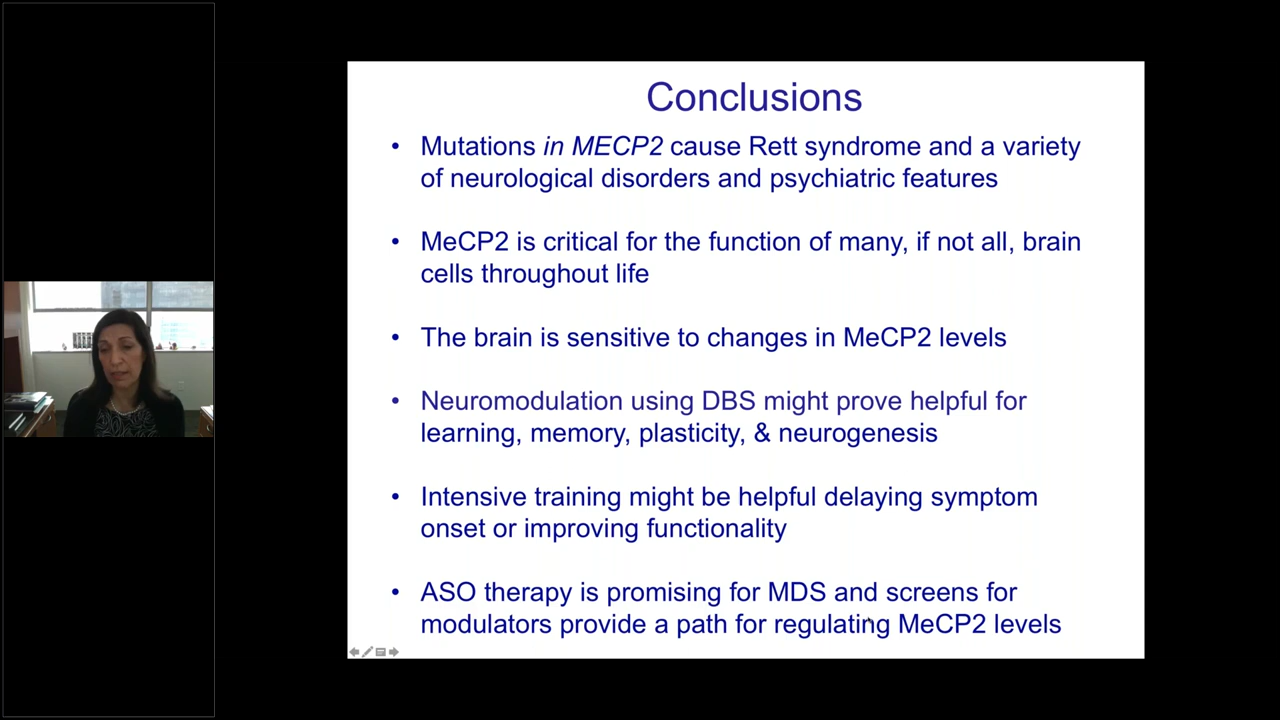 Conclusions
• Mutations in MECP2 cause Rett syndrome and a variety
of neurological disorders and psychiatric features
• MeCP2 is critical for the function of many, if not all, brain
cells throughout life
• The brain is sensitive to changes in MeCP2 levels
• Neuromodulation using DBS might prove helpful for
learning, memory, plasticity, & neurogenesis
• Intensive training might be helpful delaying symptom
onset or improving functionality
• ASO therapy is promising for MDS and screens for
modulators provide a path for regulating MeCP2 levels